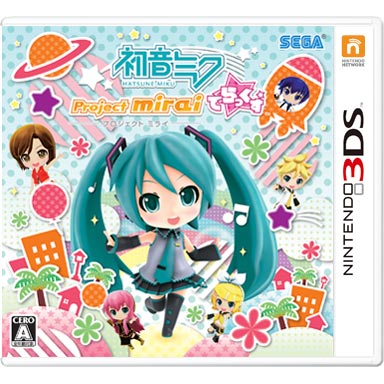 SEGA
初音ミク
HATSUNE MIKU
Project mirai でらっくす
プロジェクト ミライ
NINTENDO NETWORK
NINTENDO 3DS
CERO
A